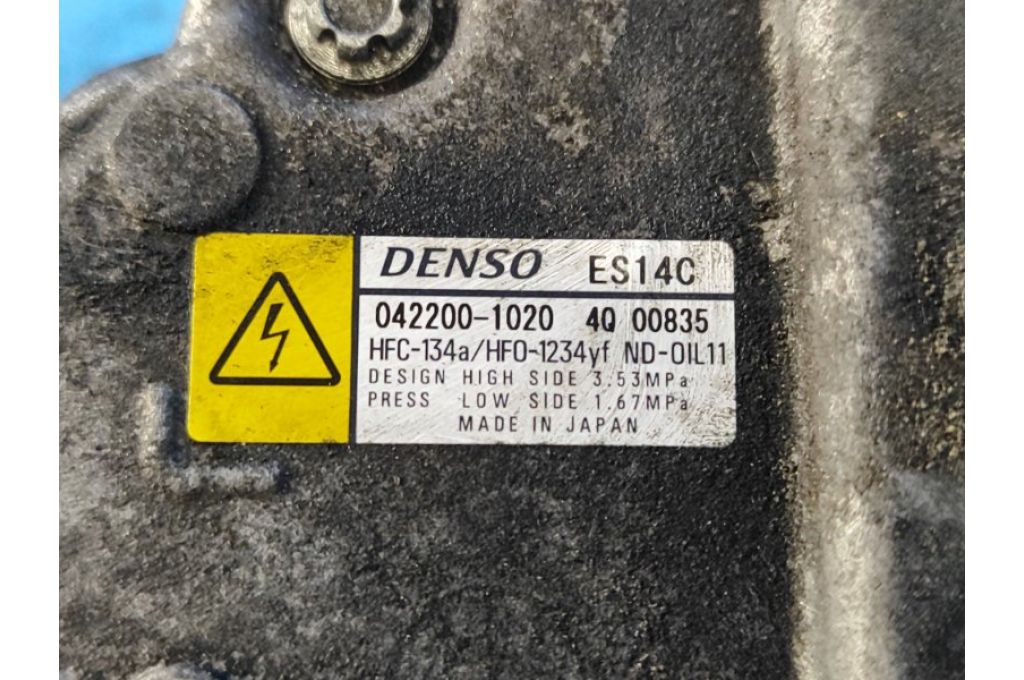 DENSO ES14C
042200-1020 4Q 00835
HFC-134a/HFO-1234yf ND-OIL11
DESIGN HIGH SIDE 3.53MPa
PRESS LOW SIDE 1.67MPa
MADE IN JAPAN